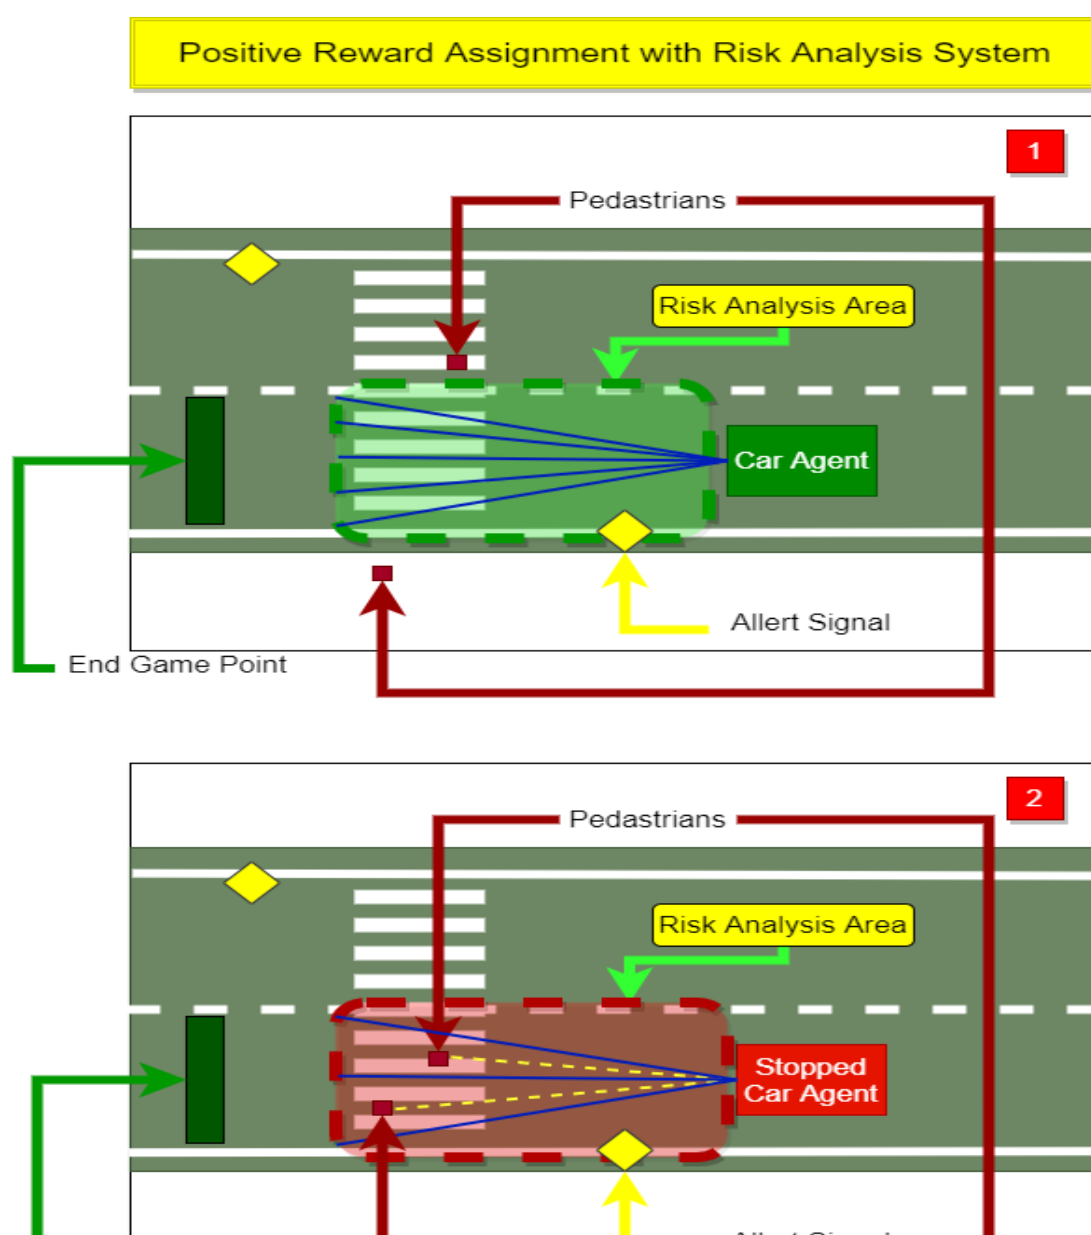 Positive Reward Assignment with Risk Analysis System
1
Pedastrians
Risk Analysis Area
Car Agent
Allert Signal
End Game Point
2
Pedastrians
Risk Analysis Area
Stopped
Car Agent